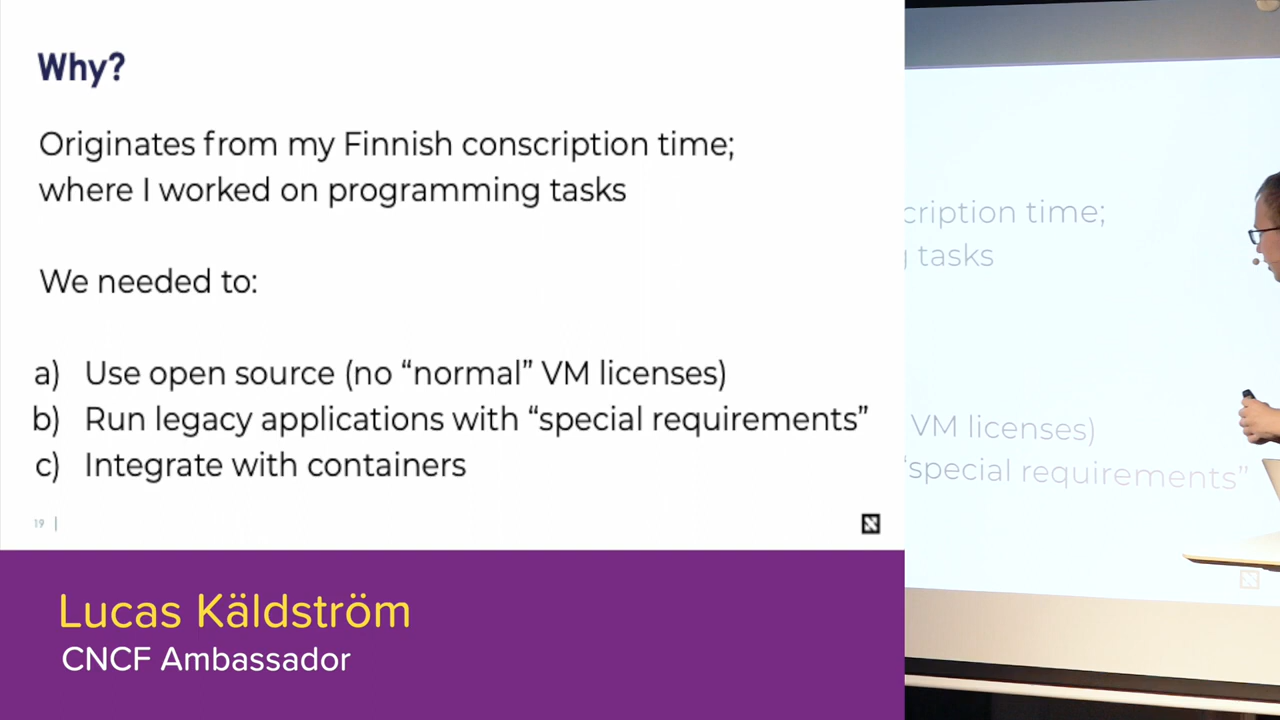 Why?
Originates from my Finnish conscription time;
where I worked on programming tasks
We needed to:
a) Use open source (no “normal” VM licenses)
b) Run legacy applications with “special requirements”
c) Integrate with containers
19 |
Lucas Käldström
CNCF Ambassador
cription time;
tasks
VM licenses)
“special requirements”